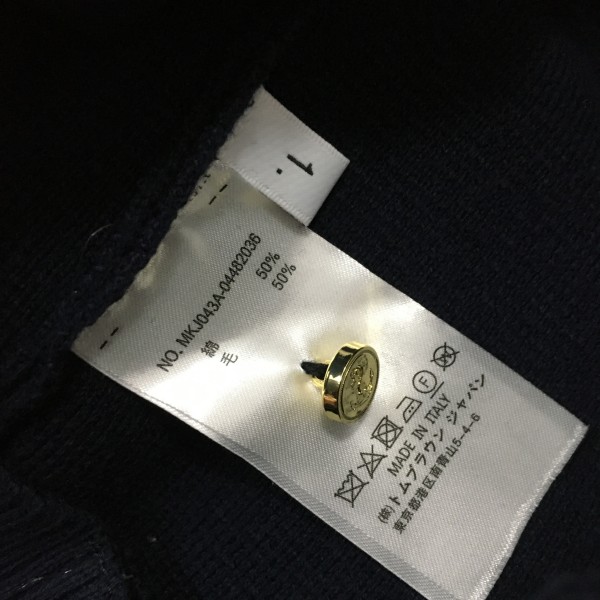 1.
NO. MKJ043A-04482036
綿 50%
毛 50%
MADE IN ITALY
(株)トムブラウン ジャパン
東京都港区南青山5-4-6